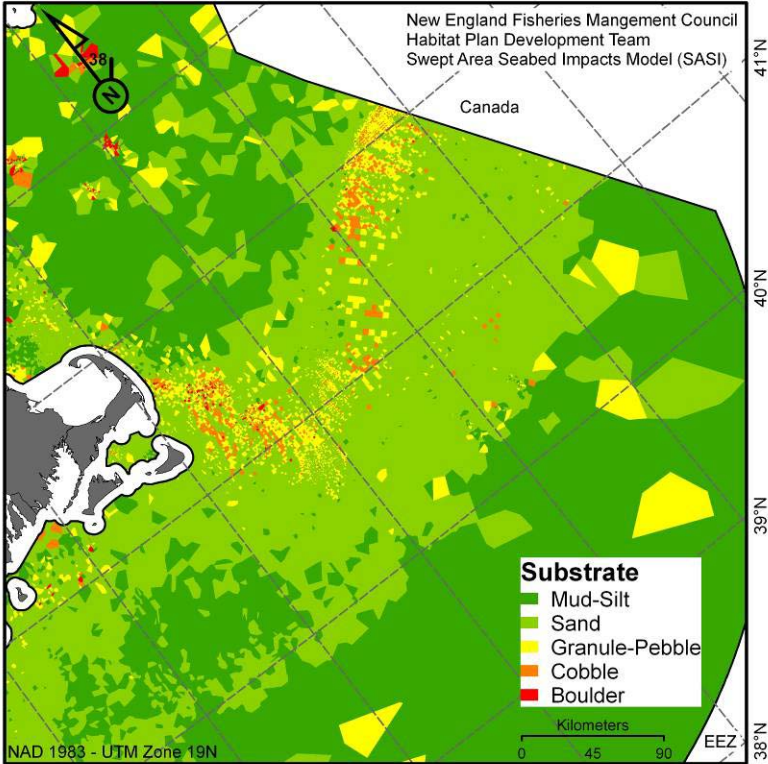 New England Fisheries Mangement Council
Habitat Plan Development Team
Swept Area Seabed Impacts Model (SASI)
38
N
Canada
41°N
40°N
39°N
38°N
Substrate
Mud-Silt
Sand
Granule-Pebble
Cobble
Boulder
Kilometers
0 45 90
EEZ
NAD 1983 - UTM Zone 19N